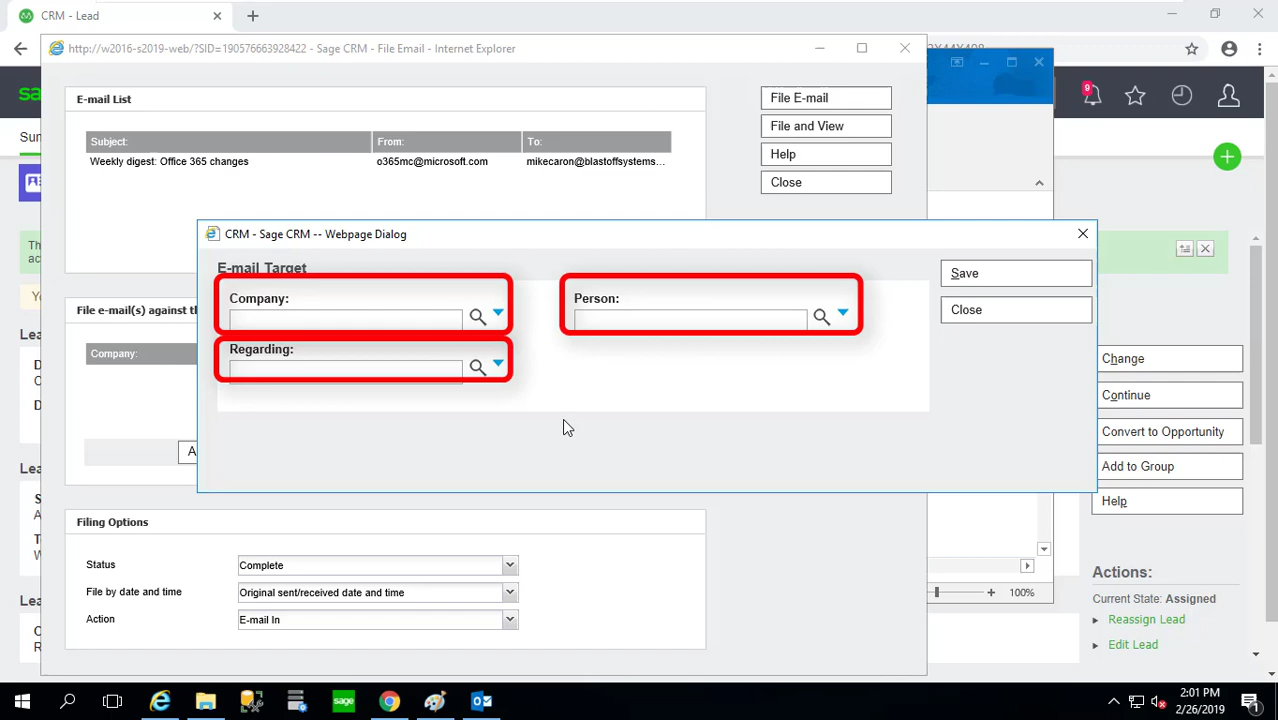 CRM - Lead
http://w2016-s2019-web/?SID=190576663928422 - Sage CRM - File Email - Internet Explorer
E-mail List
Subject: From: To:
Weekly digest: Office 365 changes o365mc@microsoft.com mikecaron@blastoffsystems...
File E-mail
File and View
Help
Close
9
CRM - Sage CRM -- Webpage Dialog
E-mail Target
Company:
Person:
Regarding:
Save
Close
File e-mail(s) against th
Company:
A
Change
Continue
Convert to Opportunity
Add to Group
Help
Filing Options
Status Complete
File by date and time Original sent/received date and time
Action E-mail In
100%
Actions:
Current State: Assigned
Reassign Lead
Edit Lead
sage
2:01 PM
2/26/2019
1